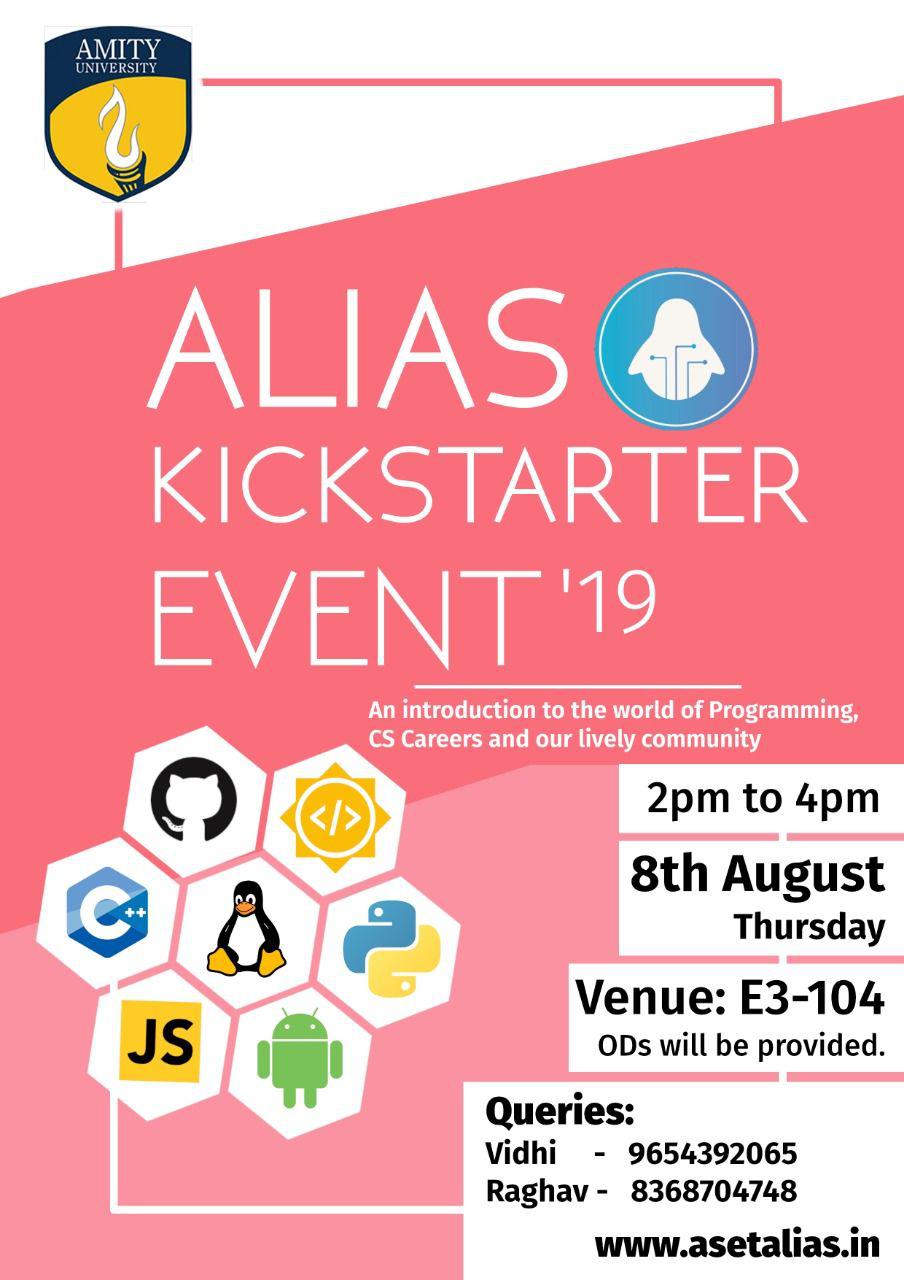 AMITY
UNIVERSITY
ALIAS
KICKSTARTER
EVENT '19
An introduction to the world of Programming,
CS Careers and our lively community
</>
C++
JS
2pm to 4pm
8th August
Thursday
Venue: E3-104
ODs will be provided.
Queries:
Vidhi - 9654392065
Raghav - 8368704748
www.asetalias.in